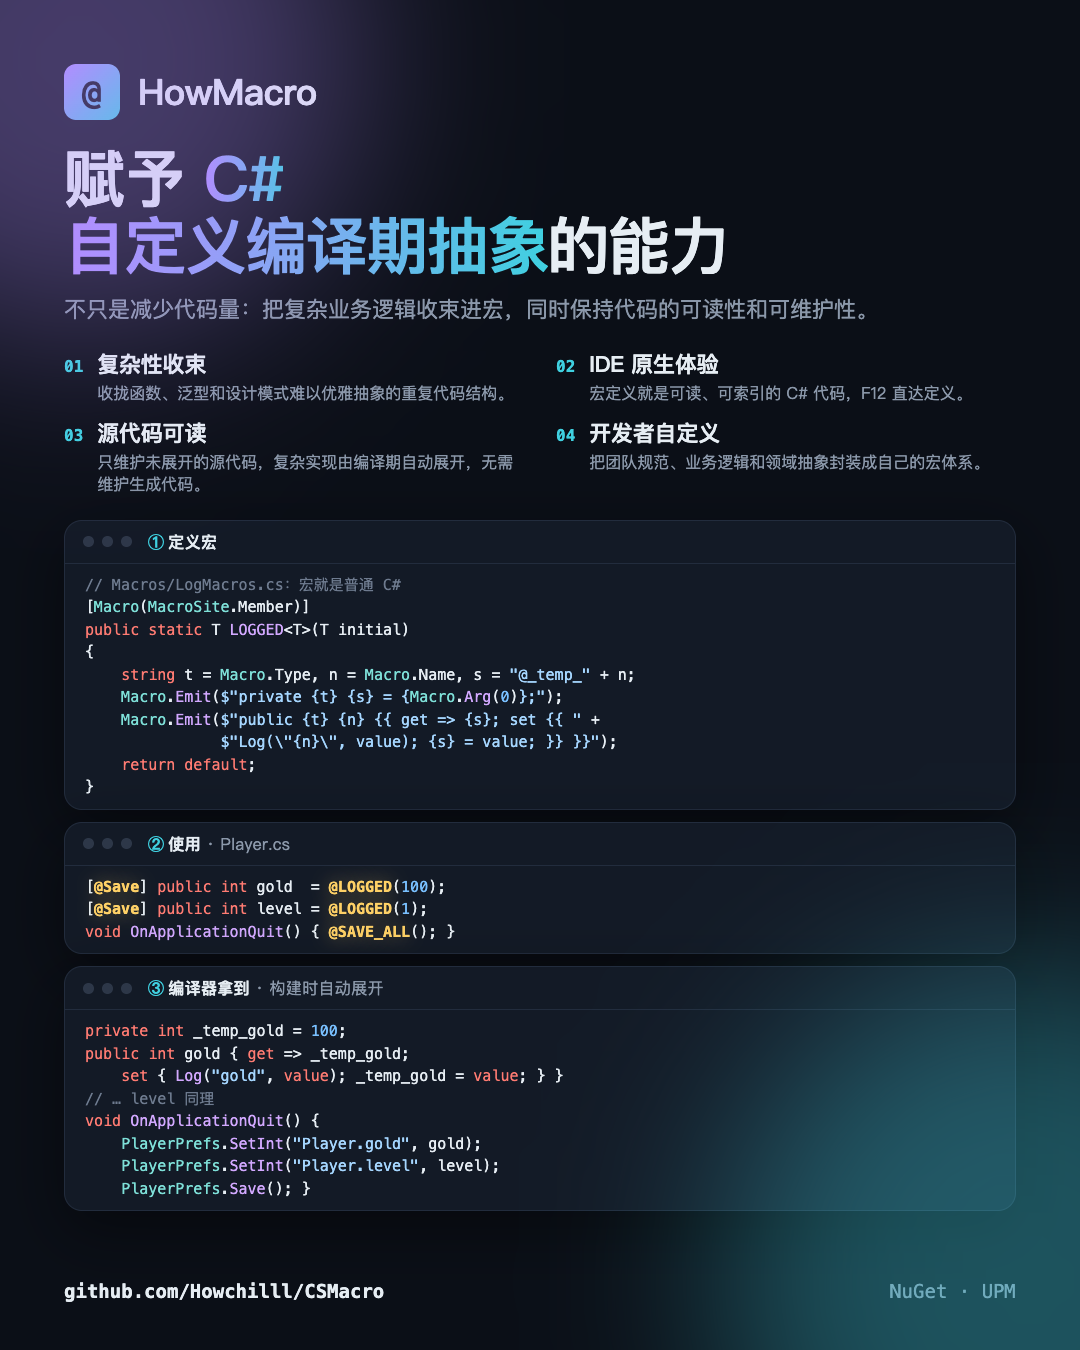 @ HowMacro
赋予 C#
自定义编译期抽象的能力
不只是减少代码量：把复杂业务逻辑收束进宏，同时保持代码的可读性和可维护性。
01 复杂性收束
收拢函数、泛型和设计模式难以优雅抽象的重复代码结构。
02 IDE 原生体验
宏定义就是可读、可索引的 C# 代码，F12 直达定义。
03 源代码可读
只维护未展开的源代码，复杂实现由编译期自动展开，无需
维护生成代码。
04 开发者自定义
把团队规范、业务逻辑和领域抽象封装成自己的宏体系。
① 定义宏
// Macros/LogMacros.cs: 宏就是普通 C#
[Macro(MacroSite.Member)]
public static T LOGGED<T>(T initial)
{
    string t = Macro.Type, n = Macro.Name, s = "@_temp_" + n;
    Macro.Emit($"private {t} {s} = {Macro.Arg(0)};");
    Macro.Emit($"public {t} {n} {{ get => {s}; set {{ " +
               $"Log(\"{n}\", value); {s} = value; }} }}");
    return default;
}
② 使用 · Player.cs
[@Save] public int gold  = @LOGGED(100);
[@Save] public int level = @LOGGED(1);
void OnApplicationQuit() { @SAVE_ALL(); }
③ 编译器拿到 · 构建时自动展开
private int _temp_gold = 100;
public int gold { get => _temp_gold;
    set { Log("gold", value); _temp_gold = value; } }
// … level 同理
void OnApplicationQuit() {
    PlayerPrefs.SetInt("Player.gold", gold);
    PlayerPrefs.SetInt("Player.level", level);
    PlayerPrefs.Save(); }
github.com/Howchilll/CSMacro
NuGet · UPM